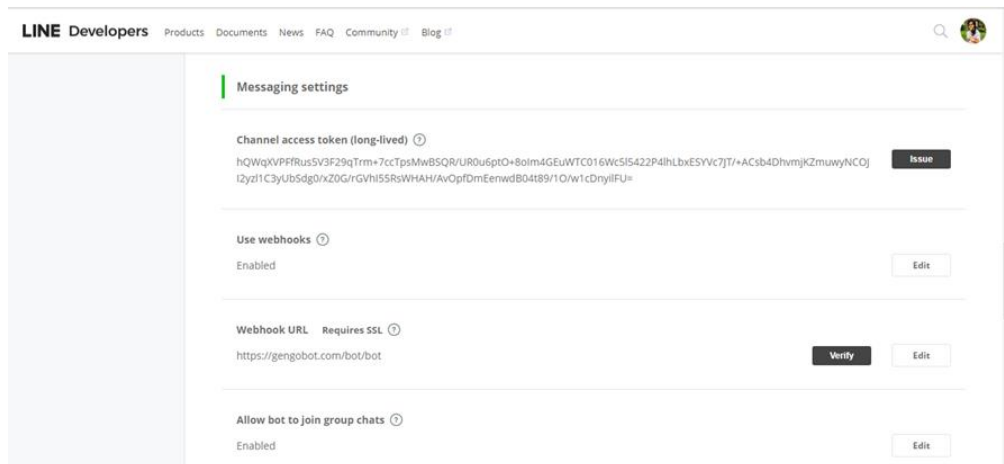 LINE Developers Products Documents News FAQ Community Blog
Messaging settings
Channel access token (long-lived)
Issue
Use webhooks
Enabled
Edit
Webhook URL Requires SSL
https://gengobot.com/bot/bot
Verify Edit
Allow bot to join group chats
Enabled
Edit